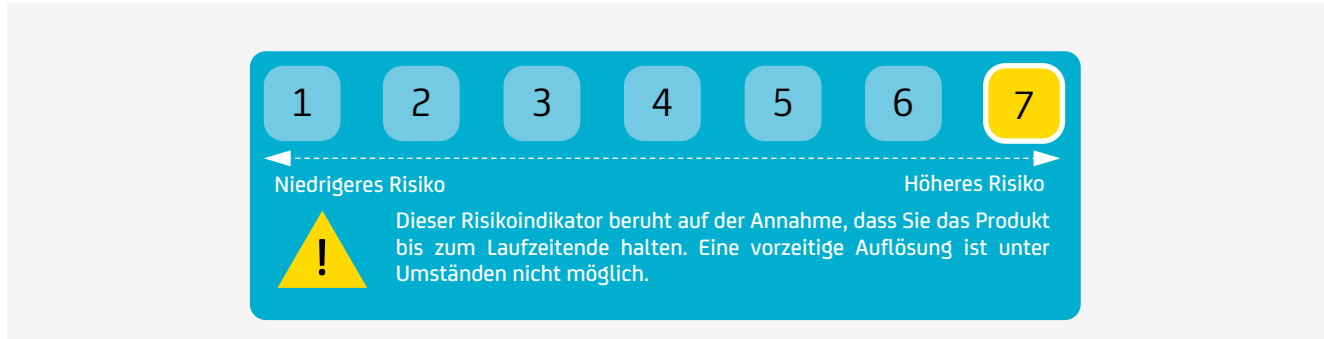 1 2 3 4 5 6 7
Niedrigeres Risiko Höheres Risiko
Dieser Risikoindikator beruht auf der Annahme, dass Sie das Produkt
bis zum Laufzeitende halten. Eine vorzeitige Auflösung ist unter
!
Umständen nicht möglich.